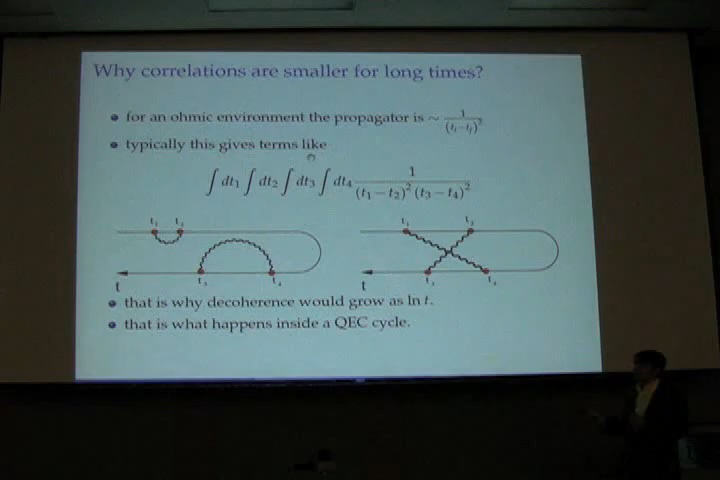 Why correlations are smaller for long times?
for an ohmic environment the propagator is ~ 1/(tᵢ−tⱼ)²
typically this gives terms like
∫ dt₁ ∫ dt₂ ∫ dt₃ ∫ dt₄ 1/((t₁ − t₂)² (t₃ − t₄)²)
t₁ t₂ t₁ t₂
t t₃ t₄ t t₃ t₄
that is why decoherence would grow as ln t.
that is what happens inside a QEC cycle.